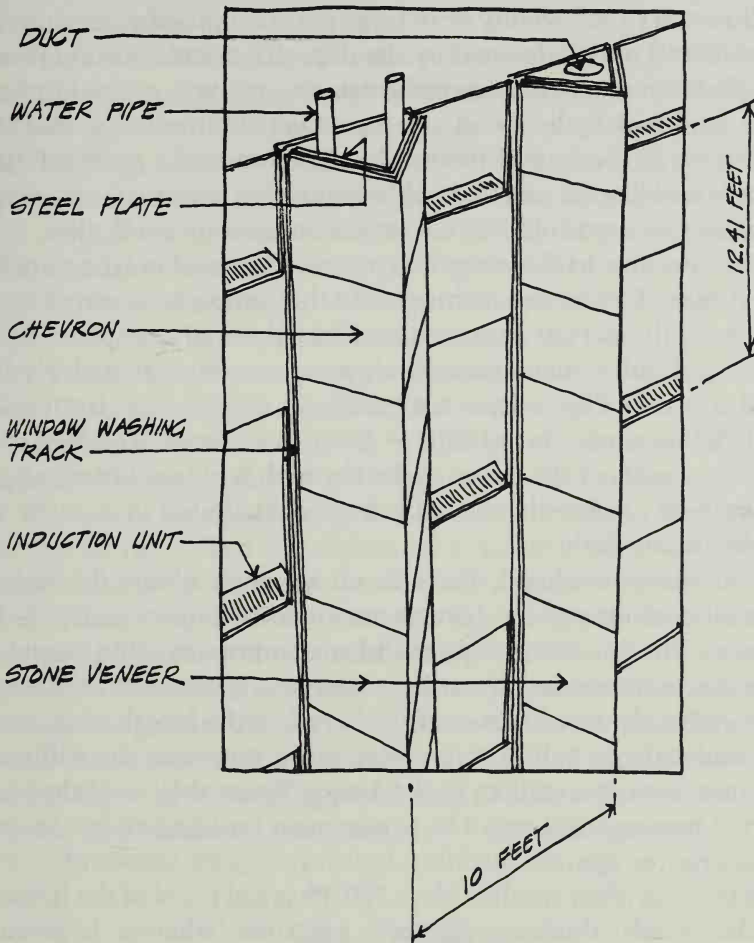 DUCT
WATER PIPE
STEEL PLATE
12.41 FEET
CHEVRON
WINDOW WASHING
TRACK
INDUCTION UNIT
STONE VENEER
10 FEET